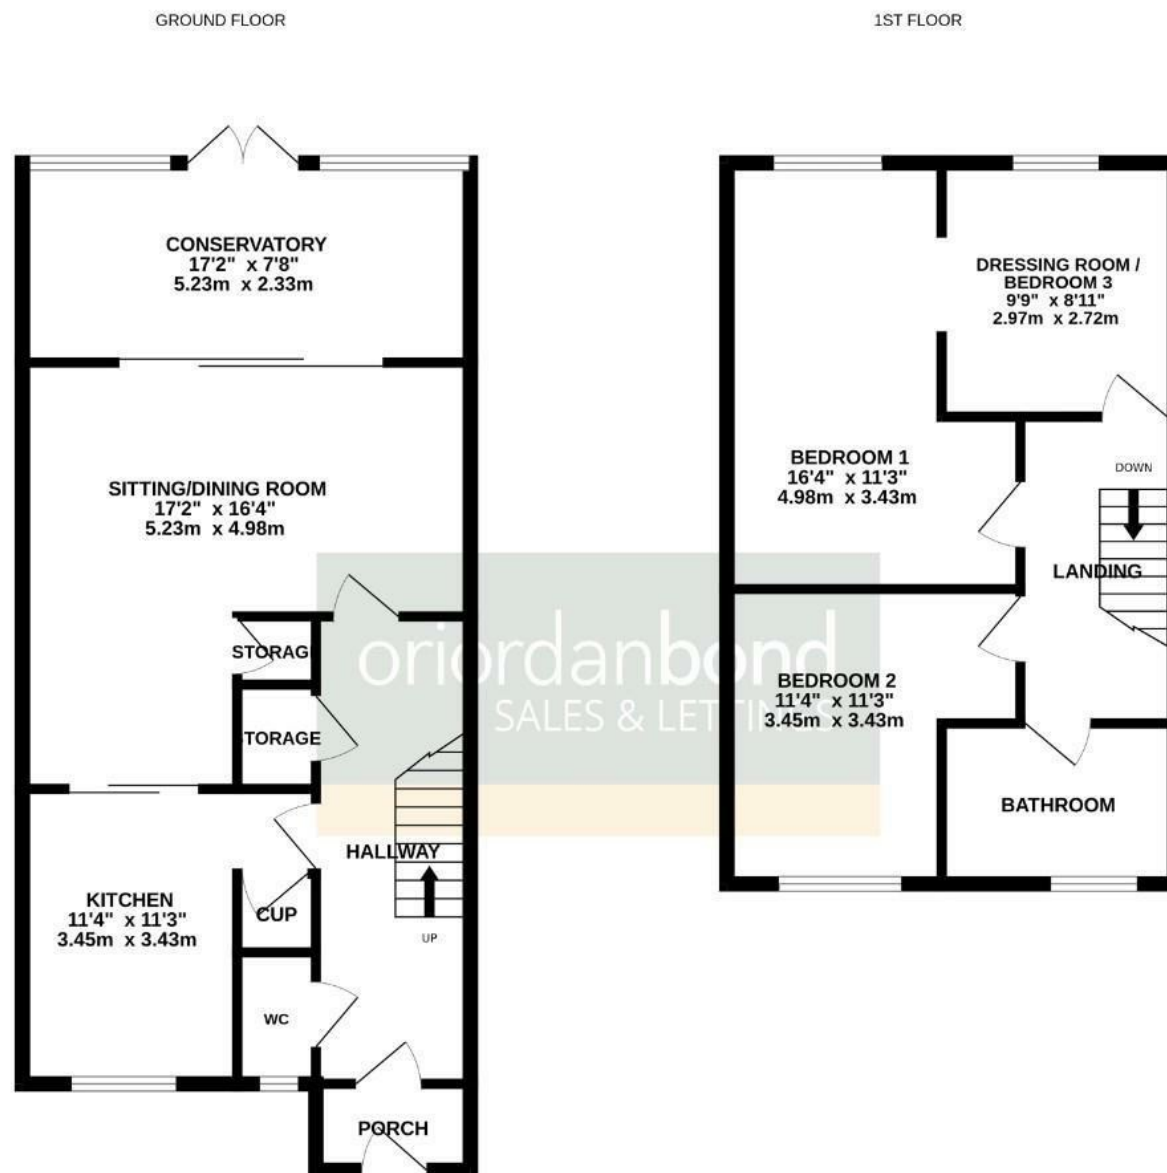 GROUND FLOOR
1ST FLOOR
CONSERVATORY
17'2" x 7'8"
5.23m x 2.33m
SITTING/DINING ROOM
17'2" x 16'4"
5.23m x 4.98m
STORAGE
STORAGE
HALLWAY
KITCHEN
11'4" x 11'3"
3.45m x 3.43m
CUP
UP
WC
PORCH
DRESSING ROOM /
BEDROOM 3
9'9" x 8'11"
2.97m x 2.72m
BEDROOM 1
16'4" x 11'3"
4.98m x 3.43m
DOWN
LANDING
BEDROOM 2
11'4" x 11'3"
3.45m x 3.43m
BATHROOM
oriordanbond
SALES & LETTINGS